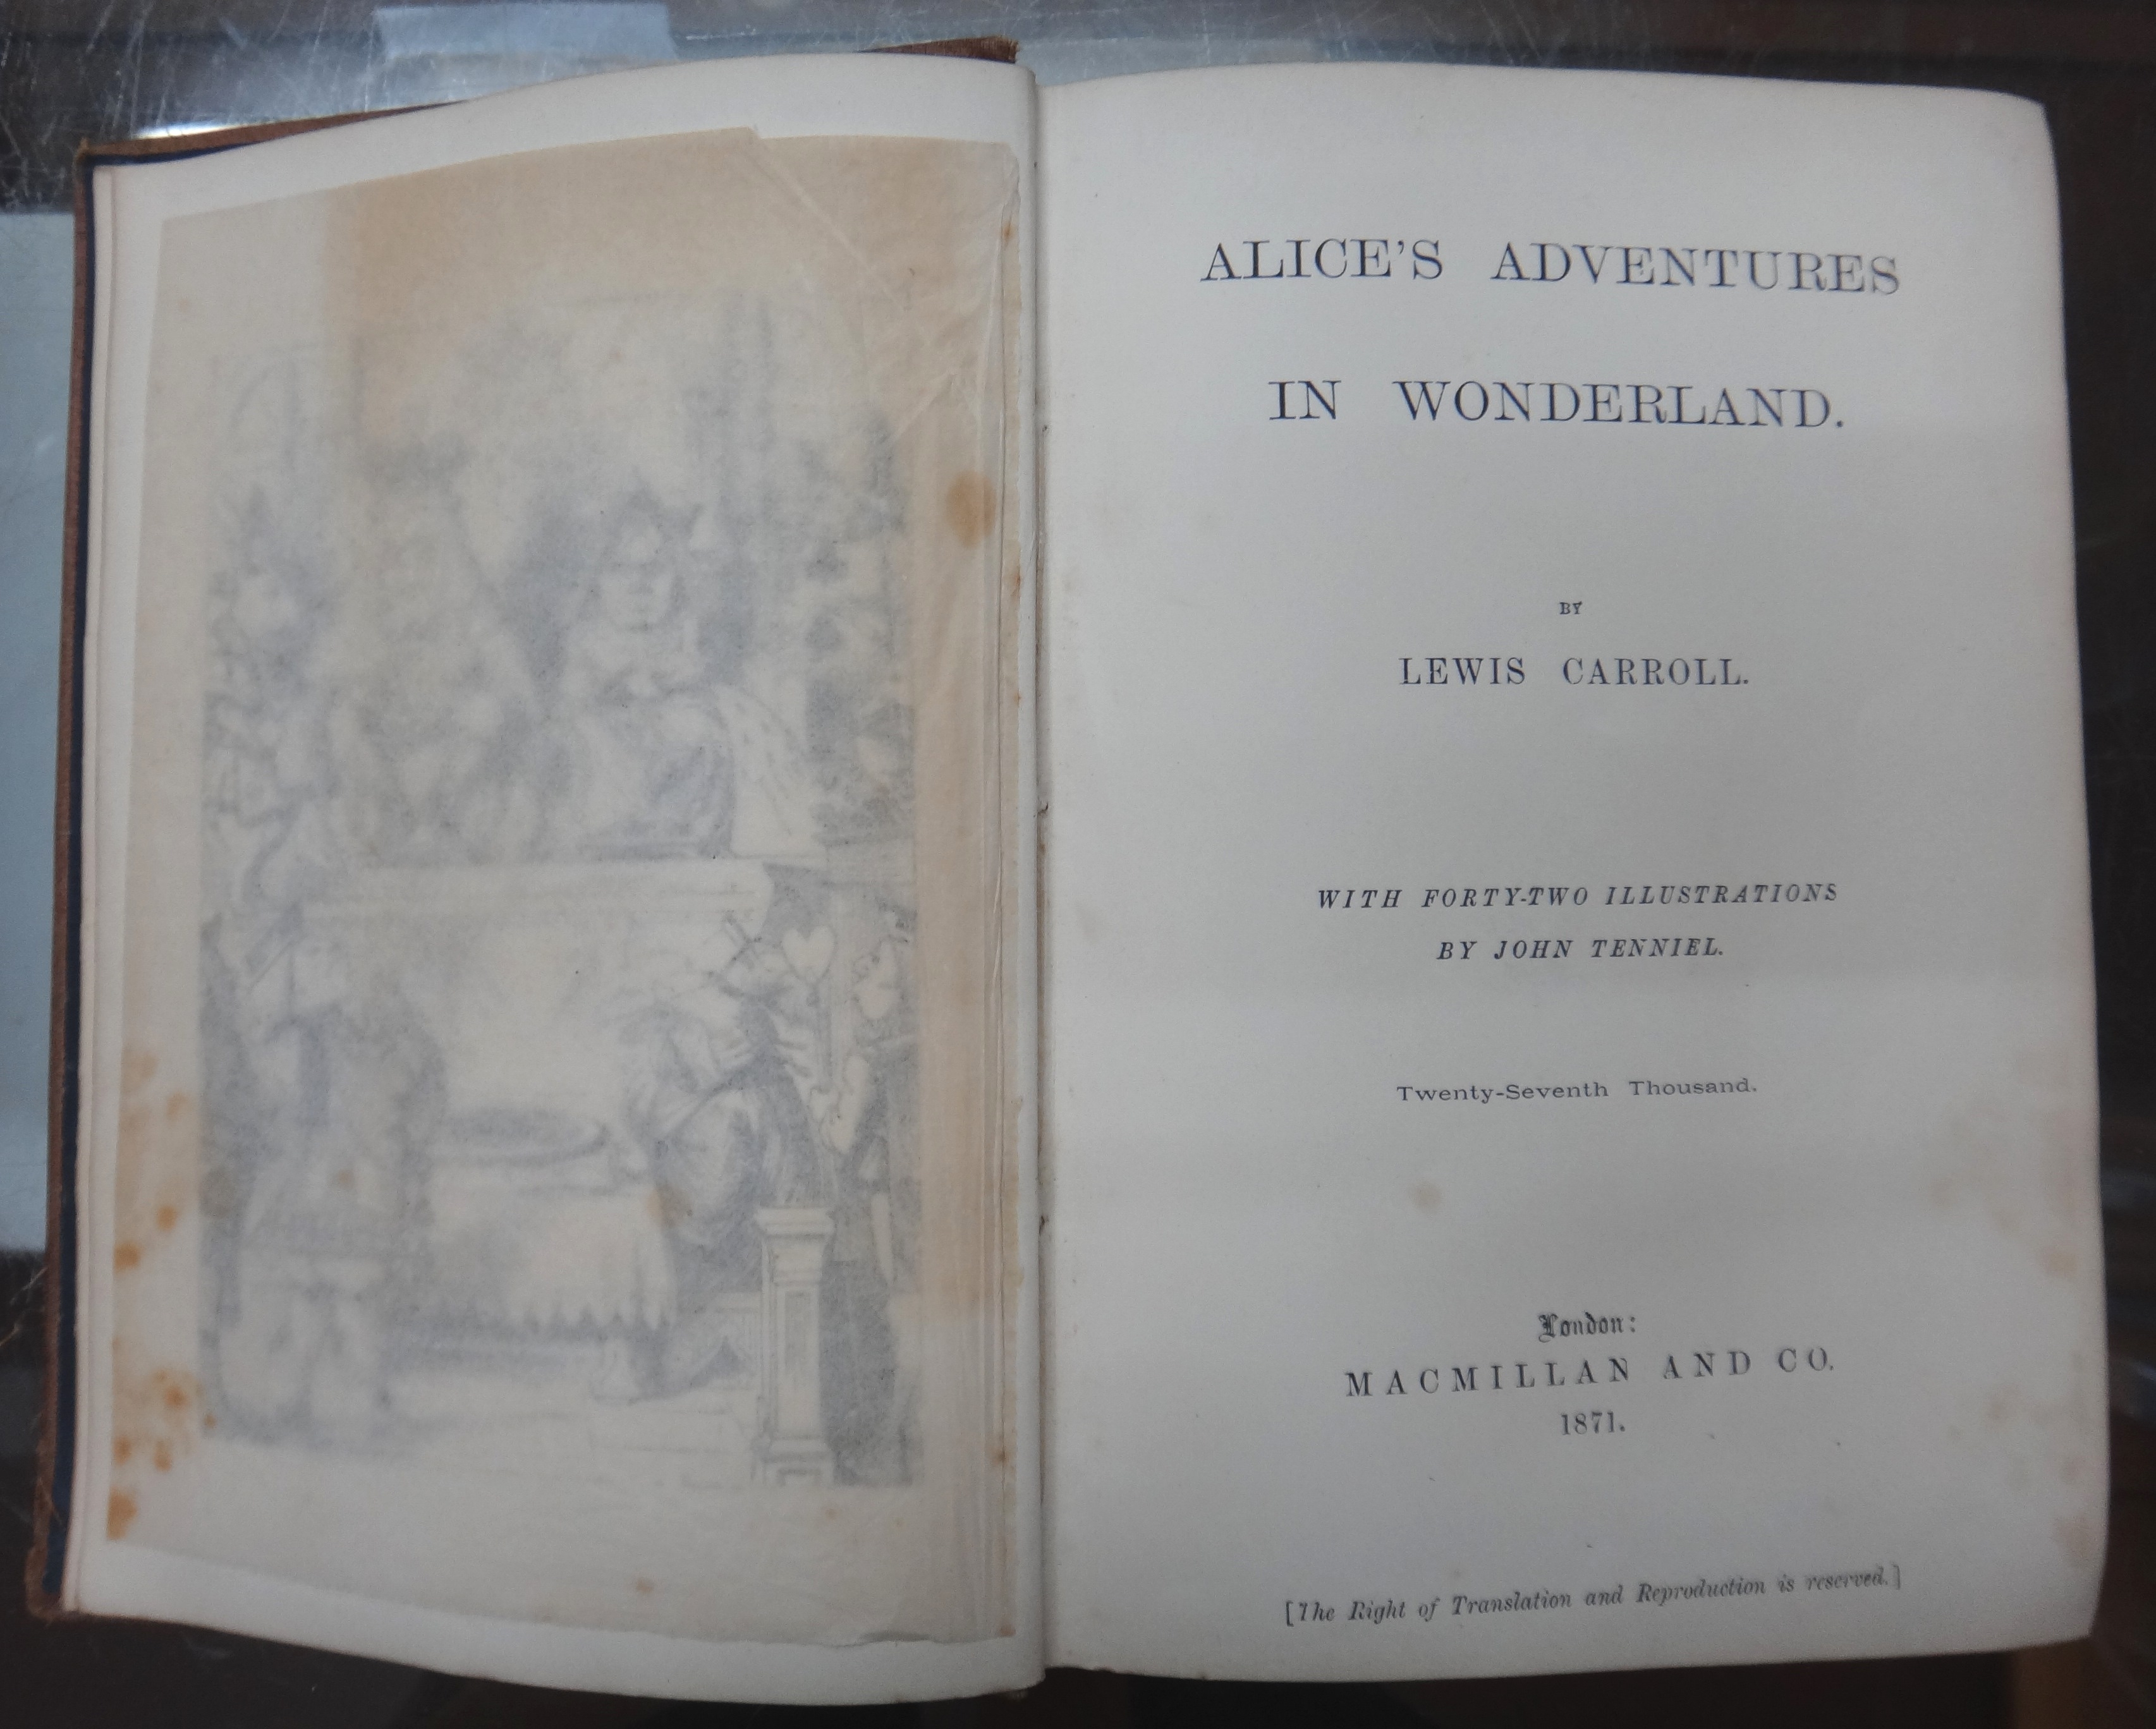 ALICE'S ADVENTURES
IN WONDERLAND.
BY
LEWIS CARROLL.
WITH FORTY-TWO ILLUSTRATIONS
BY JOHN TENNIEL.
Twenty-Seventh Thousand.
London:
MACMILLAN AND CO.
1871.
[The Right of Translation and Reproduction is reserved.]